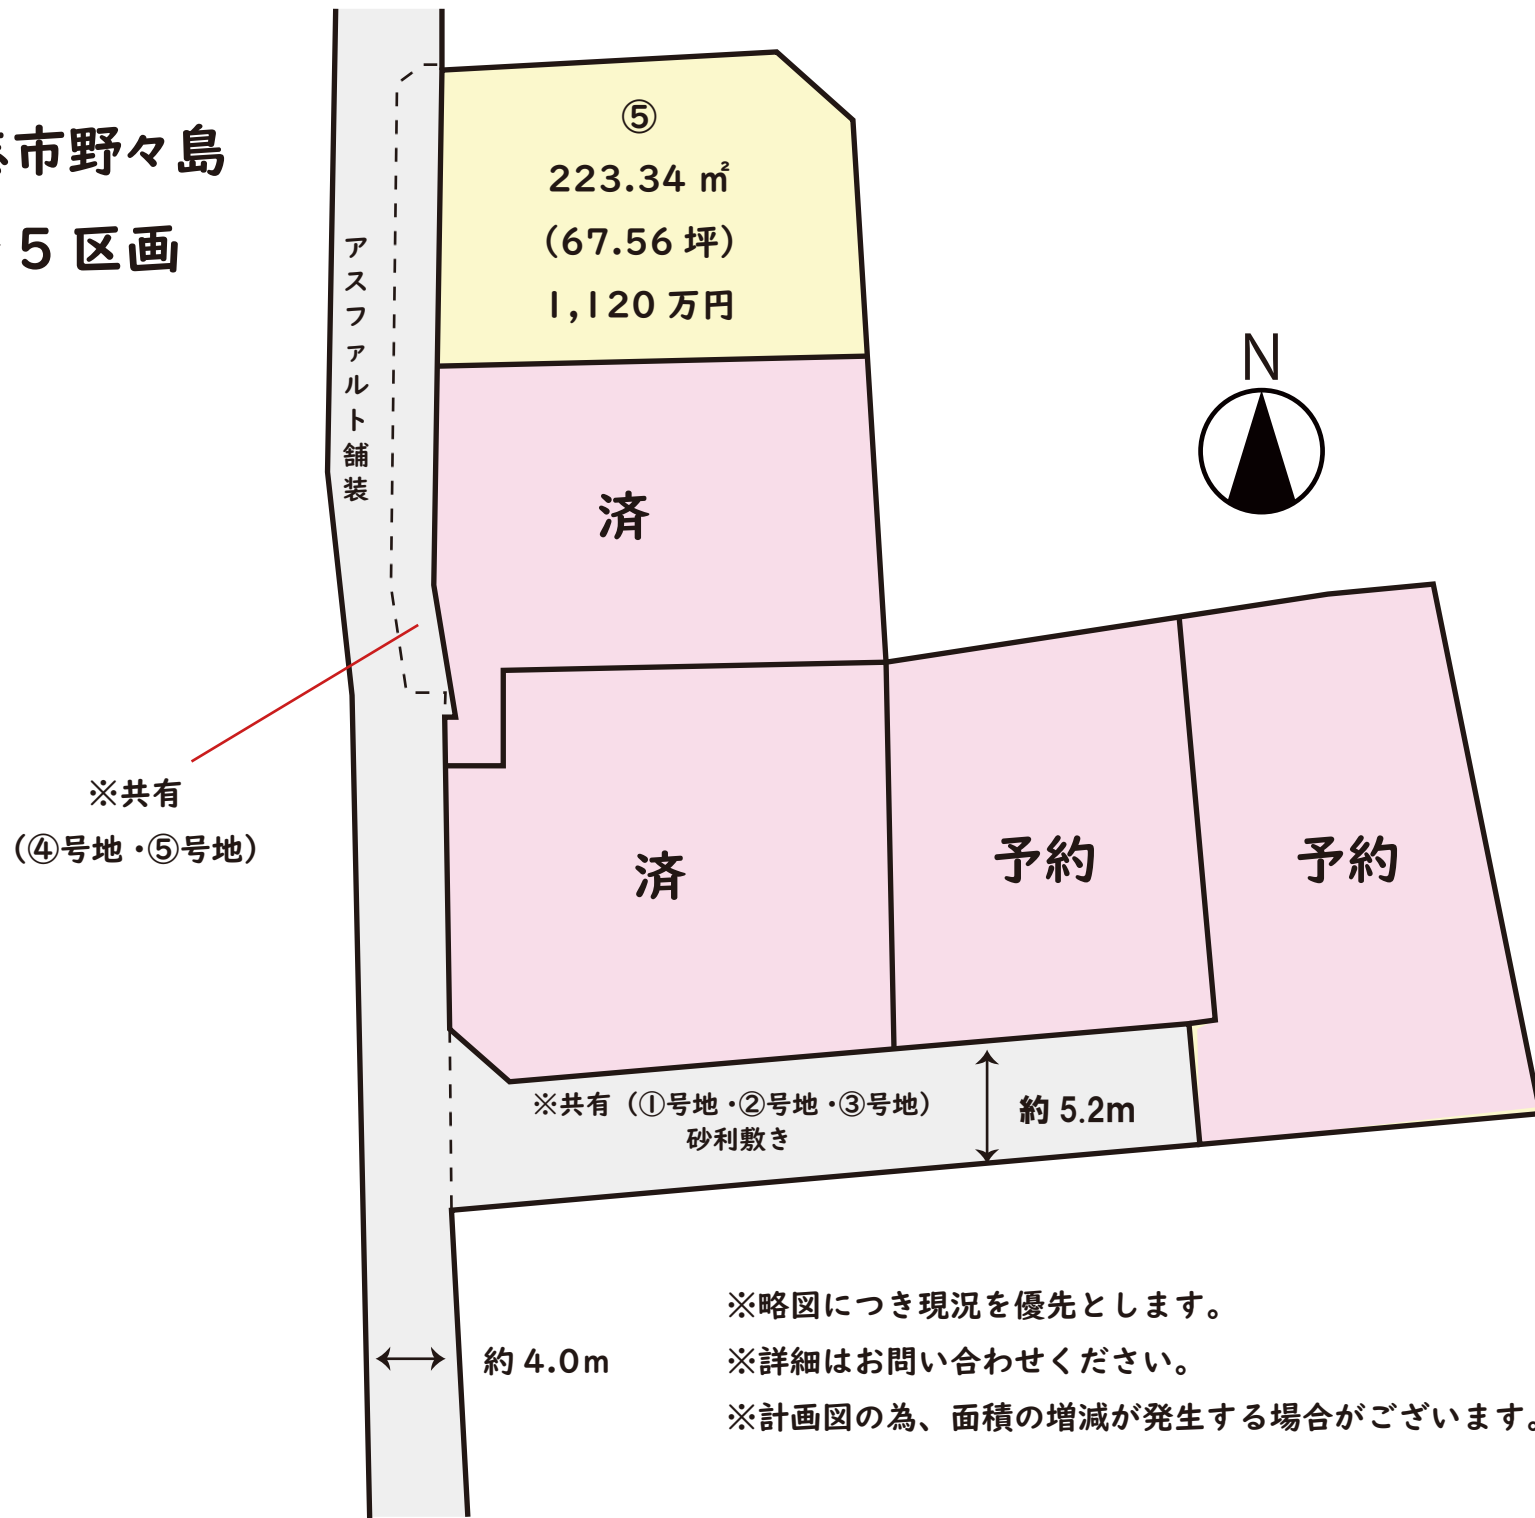 市野々島
5 区画
⑤
223.34 ㎡
（67.56 坪）
1,120 万円
アスファルト舗装
N
済
※共有
（④号地・⑤号地）
済
予約
予約
※共有（①号地・②号地・③号地）
砂利敷き
約 5.2m
約 4.0m
※略図につき現況を優先とします。
※詳細はお問い合わせください。
※計画図の為、面積の増減が発生する場合がございます。